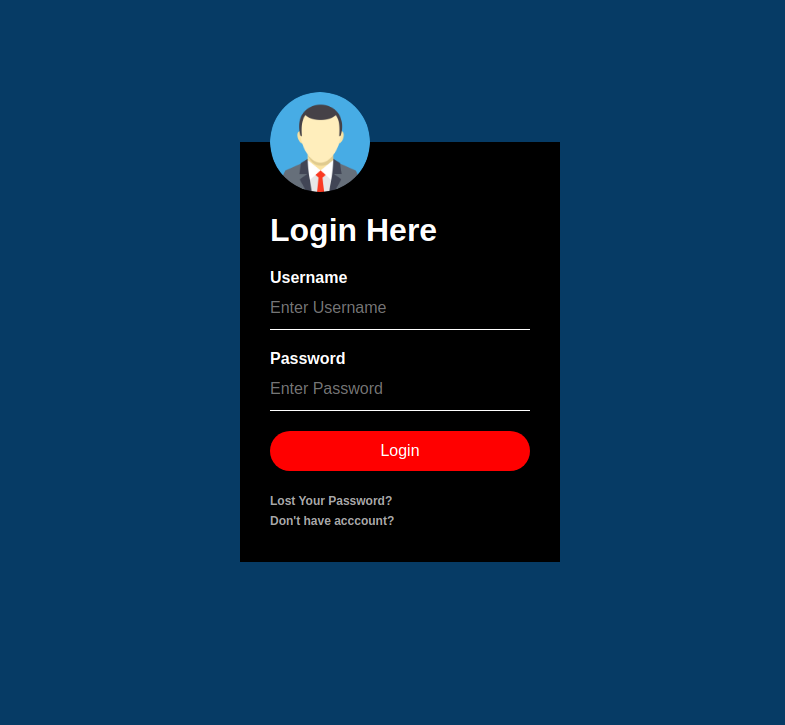 Login Here
Username
Enter Username
Password
Enter Password
Login
Lost Your Password?
Don't have acccount?